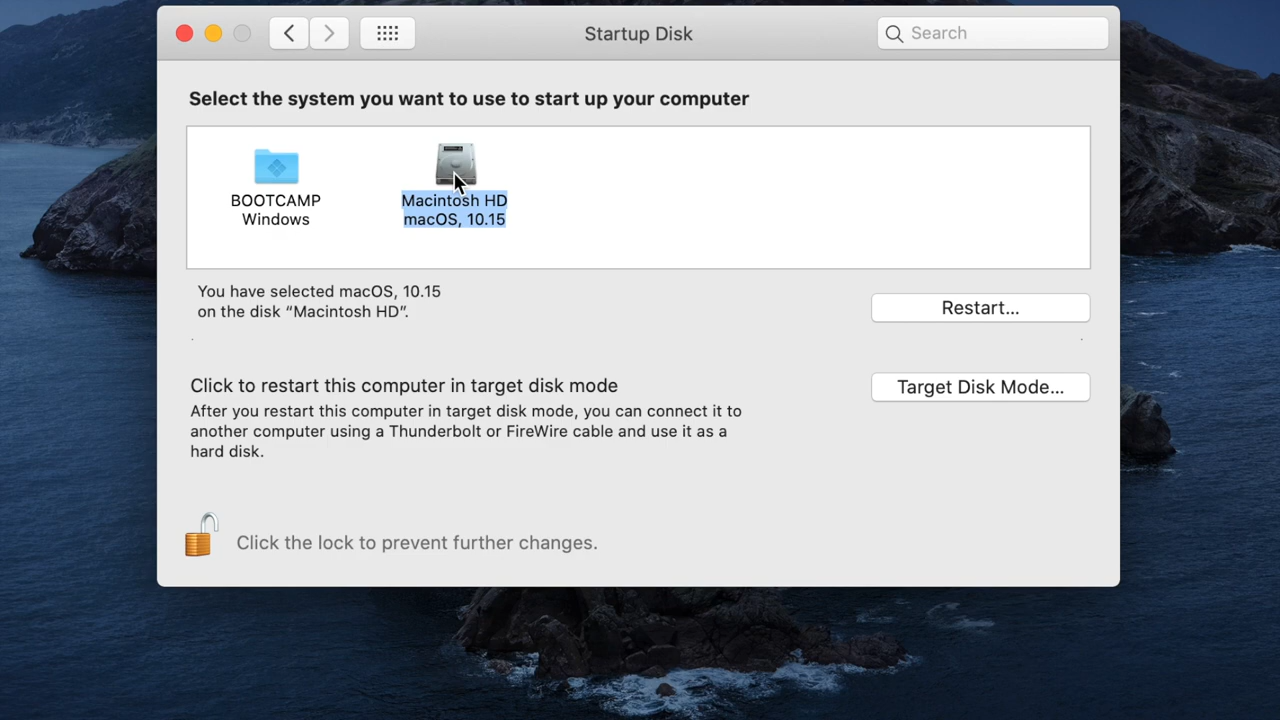 Startup Disk
Search
Select the system you want to use to start up your computer
BOOTCAMP
Windows
Macintosh HD
macOS, 10.15
You have selected macOS, 10.15
on the disk “Macintosh HD”.
Restart...
Click to restart this computer in target disk mode
Target Disk Mode...
After you restart this computer in target disk mode, you can connect it to
another computer using a Thunderbolt or FireWire cable and use it as a
hard disk.
Click the lock to prevent further changes.